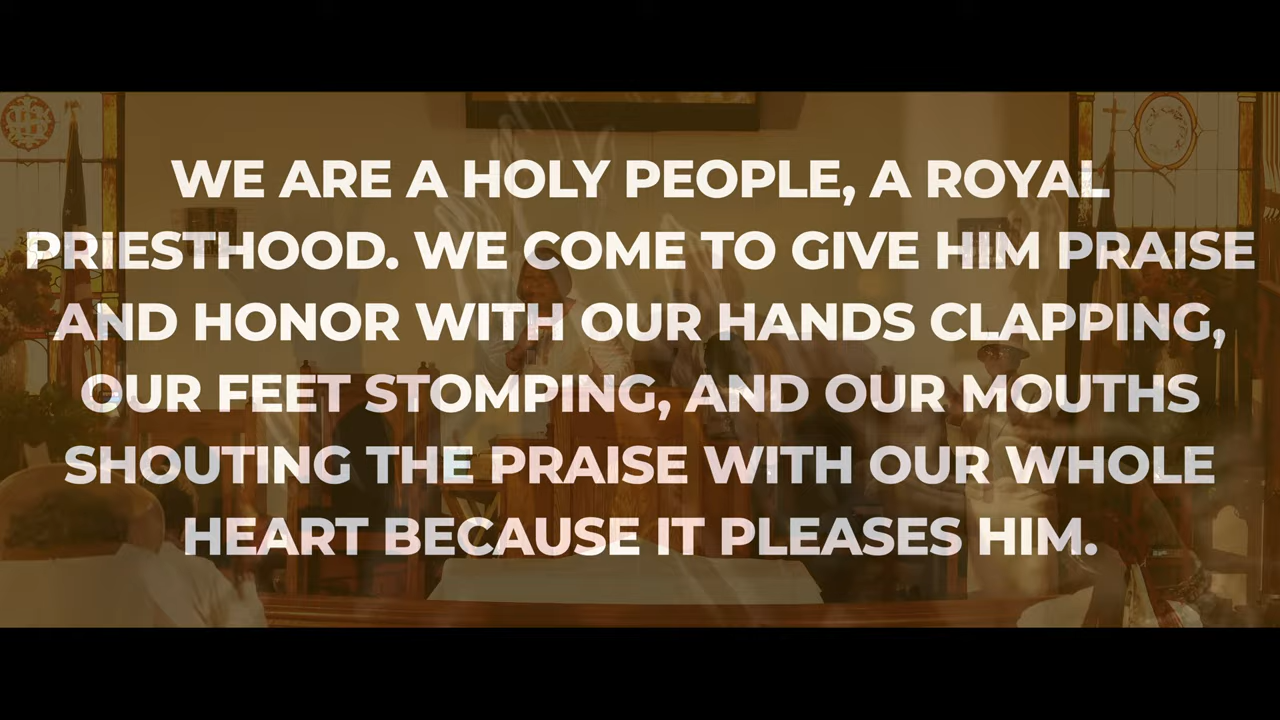 WE ARE A HOLY PEOPLE, A ROYAL
PRIESTHOOD. WE COME TO GIVE HIM PRAISE
AND HONOR WITH OUR HANDS CLAPPING,
OUR FEET STOMPING, AND OUR MOUTHS
SHOUTING THE PRAISE WITH OUR WHOLE
HEART BECAUSE IT PLEASES HIM.